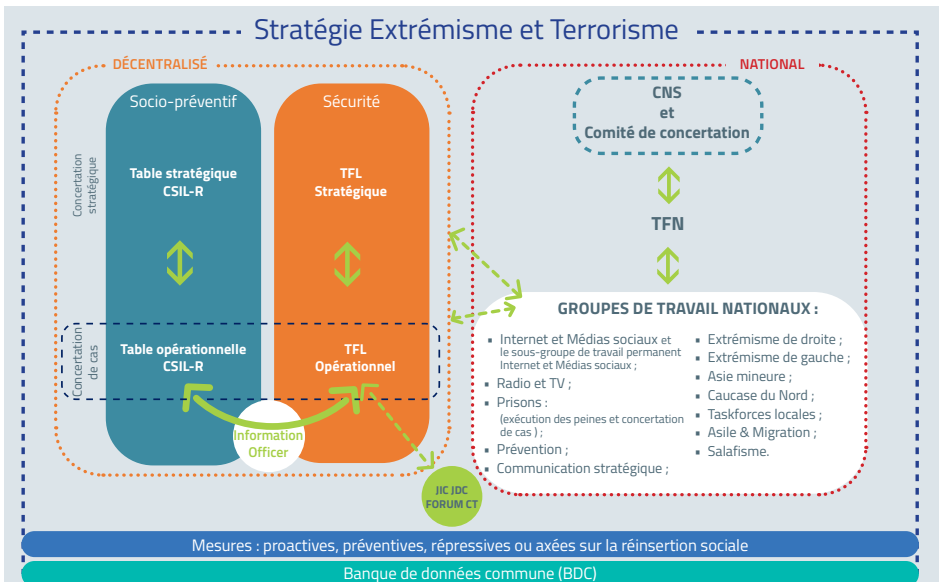 Stratégie Extrémisme et Terrorisme
DÉCENTRALISÉ
Socio-préventif
Sécurité
Concertation
stratégique
Table stratégique
CSIL-R
TFL
Stratégique
Concertation
de cas
Table opérationnelle
CSIL-R
TFL
Opérationnel
Information
Officer
JIC JDC
FORUM CT
NATIONAL
CNS
et
Comité de concertation
TFN
GROUPES DE TRAVAIL NATIONAUX :
▪ Internet et Médias sociaux et
le sous-groupe de travail permanent
Internet et Médias sociaux ;
▪ Radio et TV ;
▪ Prisons :
(exécution des peines et concertation
de cas ) ;
▪ Prévention ;
▪ Communication stratégique ;
▪ Extrémisme de droite ;
▪ Extrémisme de gauche ;
▪ Asie mineure ;
▪ Caucase du Nord ;
▪ Taskforces locales ;
▪ Asile & Migration ;
▪ Salafisme.
Mesures : proactives, préventives, répressives ou axées sur la réinsertion sociale
Banque de données commune (BDC)